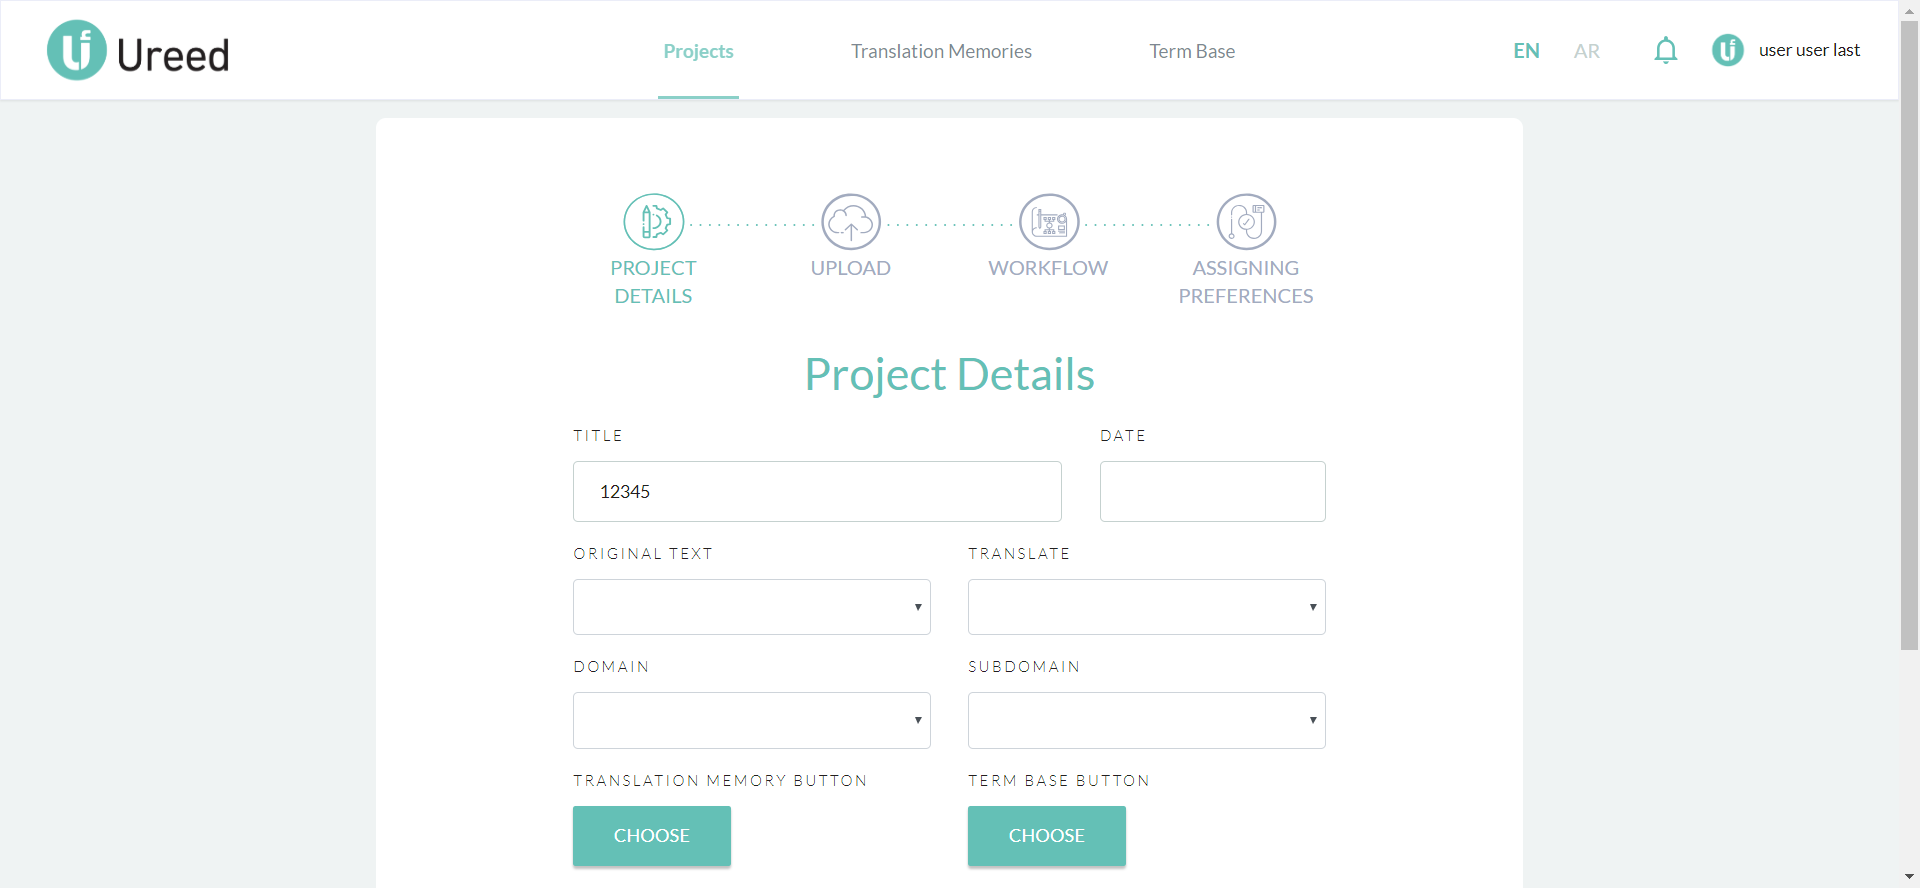 Ureed
Projects
Translation Memories
Term Base
EN
AR
user user last
PROJECT
DETAILS
UPLOAD
WORKFLOW
ASSIGNING
PREFERENCES
Project Details
TITLE
DATE
12345
ORIGINAL TEXT
TRANSLATE
DOMAIN
SUBDOMAIN
TRANSLATION MEMORY BUTTON
TERM BASE BUTTON
CHOOSE
CHOOSE